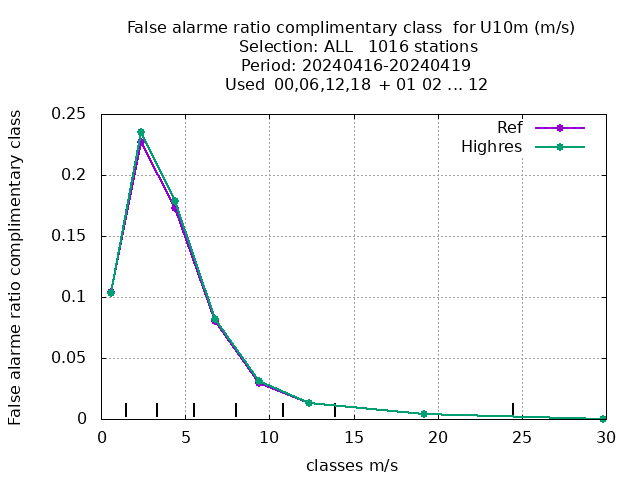 False alarme ratio complimentary class  for U10m (m/s)
Selection: ALL   1016 stations
Period: 20240416-20240419
Used  00,06,12,18 + 01 02 ... 12
False alarme ratio complimentary class
Ref
Highres
0.25
0.2
0.15
0.1
0.05
0
0 5 10 15 20 25 30
classes m/s